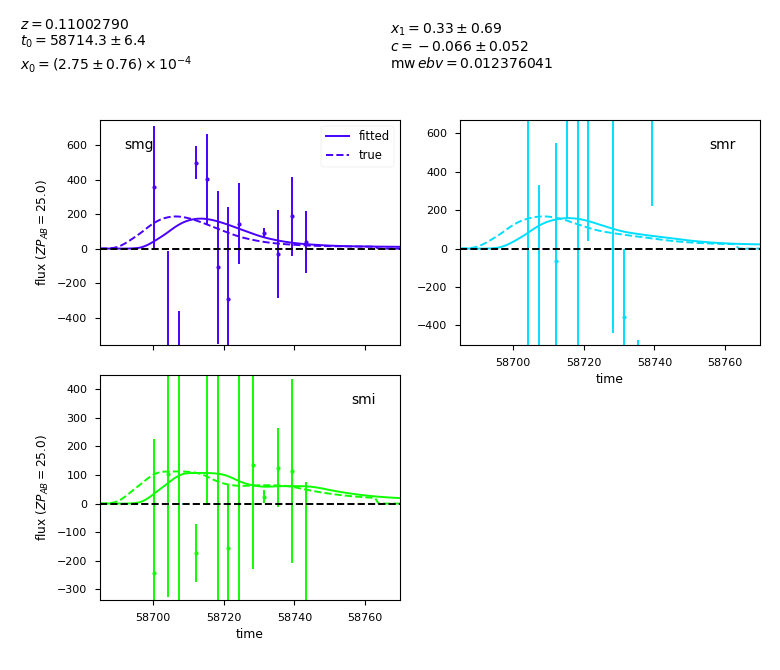 z = 0.11002790
t₀ = 58714.3 ± 6.4
x₀ = (2.75 ± 0.76) × 10⁻⁴
x₁ = 0.33 ± 0.69
c = −0.066 ± 0.052
mw ebv = 0.012376041
smg
fitted
true
600
400
200
0
−200
−400
flux (ZP_AB = 25.0)
smr
600
400
200
0
−200
−400
58700 58720 58740 58760
time
smi
400
300
200
100
0
−100
−200
−300
flux (ZP_AB = 25.0)
58700 58720 58740 58760
time